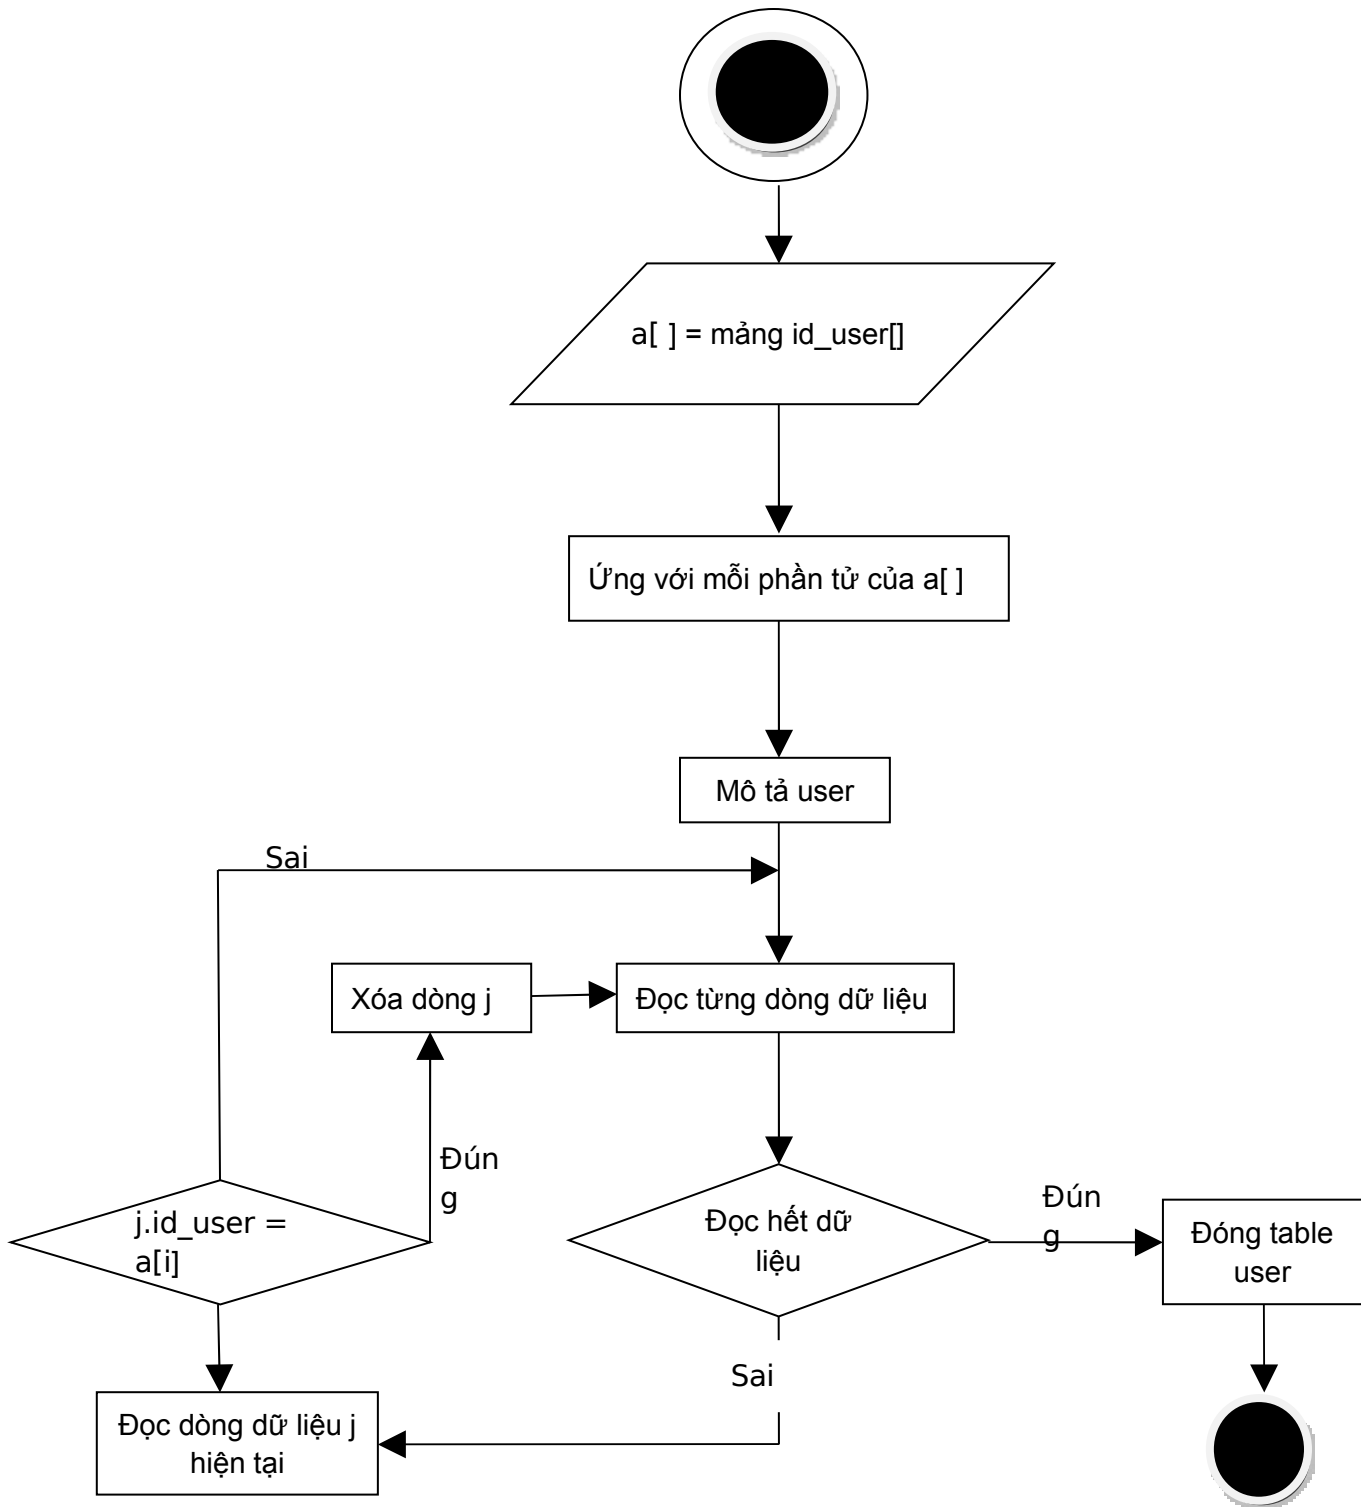 a[ ] = mảng id_user[]
Ứng với mỗi phần tử của a[ ]
Mô tả user
Sai
Xóa dòng j
Đọc từng dòng dữ liệu
Đún
g
j.id_user =
a[i]
Đọc hết dữ
liệu
Đún
g
Đóng table
user
Sai
Đọc dòng dữ liệu j
hiện tại